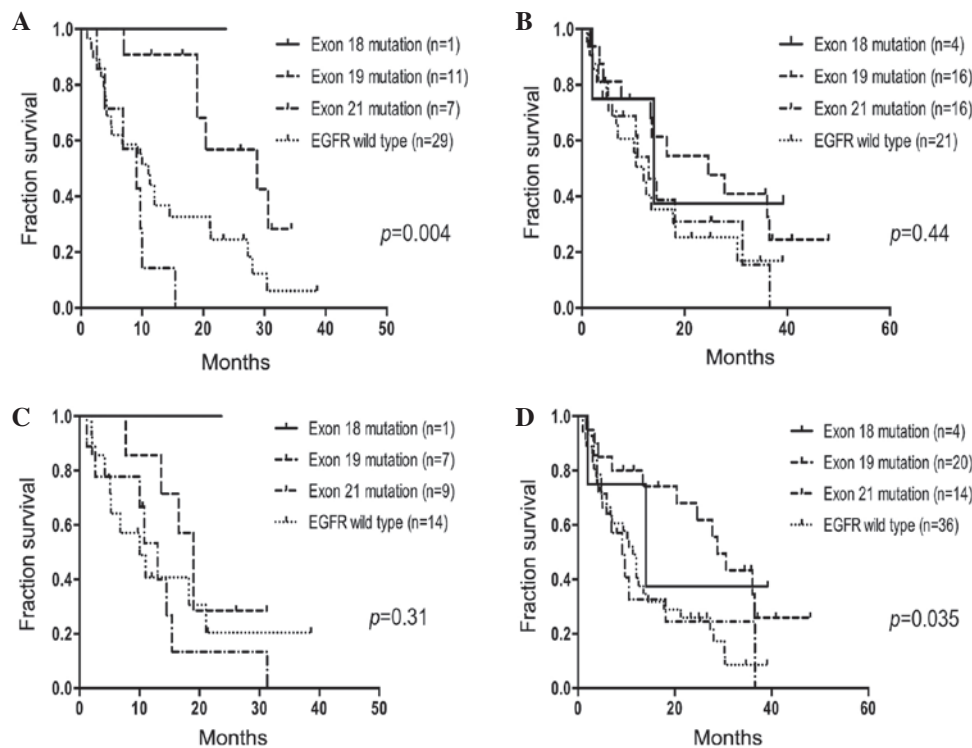 A
1.0
0.8
0.6
0.4
0.2
0.0
Fraction survival
0
10
20
30
40
50
Months
Exon 18 mutation (n=1)
Exon 19 mutation (n=11)
Exon 21 mutation (n=7)
EGFR wild type (n=29)
p=0.004
B
1.0
0.8
0.6
0.4
0.2
0.0
Fraction survival
0
20
40
60
Months
Exon 18 mutation (n=4)
Exon 19 mutation (n=16)
Exon 21 mutation (n=16)
EGFR wild type (n=21)
p=0.44
C
1.0
0.8
0.6
0.4
0.2
0.0
Fraction survival
0
10
20
30
40
50
Months
Exon 18 mutation (n=1)
Exon 19 mutation (n=7)
Exon 21 mutation (n=9)
EGFR wild type (n=14)
p=0.31
D
1.0
0.8
0.6
0.4
0.2
0.0
Fraction survival
0
20
40
60
Months
Exon 18 mutation (n=4)
Exon 19 mutation (n=20)
Exon 21 mutation (n=14)
EGFR wild type (n=36)
p=0.035